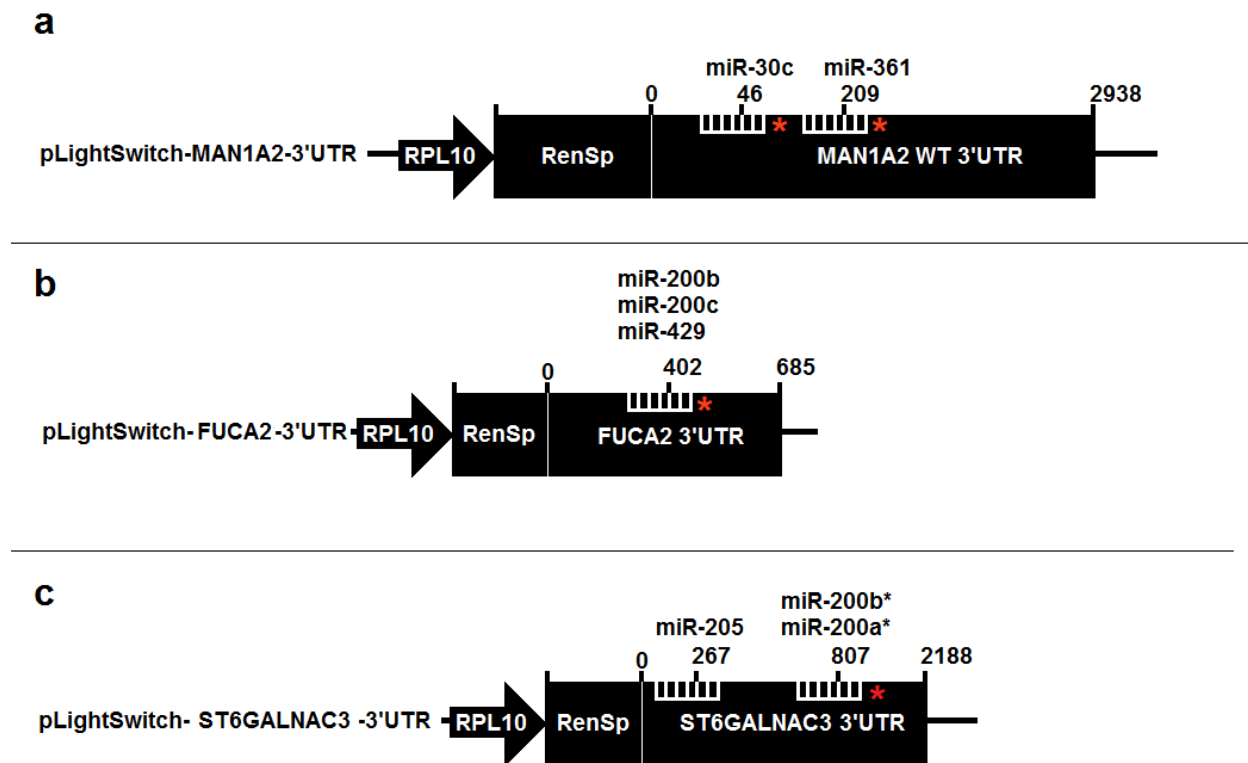 a
miR-30c miR-361
0 46 209 2938
*
*
pLightSwitch-MAN1A2-3'UTR RPL10 RenSp MAN1A2 WT 3'UTR
b
miR-200b
miR-200c
miR-429
0 402 685
*
pLightSwitch- FUCA2 -3'UTR RPL10 RenSp FUCA2 3'UTR
c
miR-200b*
miR-205 miR-200a*
0 267 807 2188
*
pLightSwitch- ST6GALNAC3 -3'UTR RPL10 RenSp ST6GALNAC3 3'UTR